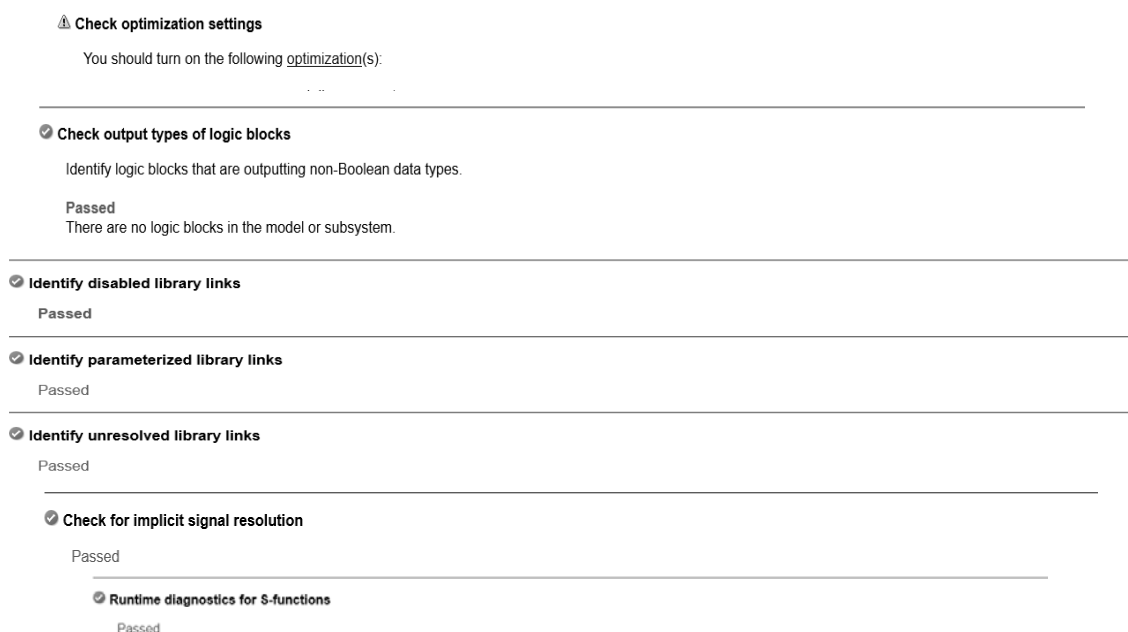 Check optimization settings
You should turn on the following optimization(s):
Check output types of logic blocks
Identify logic blocks that are outputting non-Boolean data types.
Passed
There are no logic blocks in the model or subsystem.
Identify disabled library links
Passed
Identify parameterized library links
Passed
Identify unresolved library links
Passed
Check for implicit signal resolution
Passed
Runtime diagnostics for S-functions
Passed